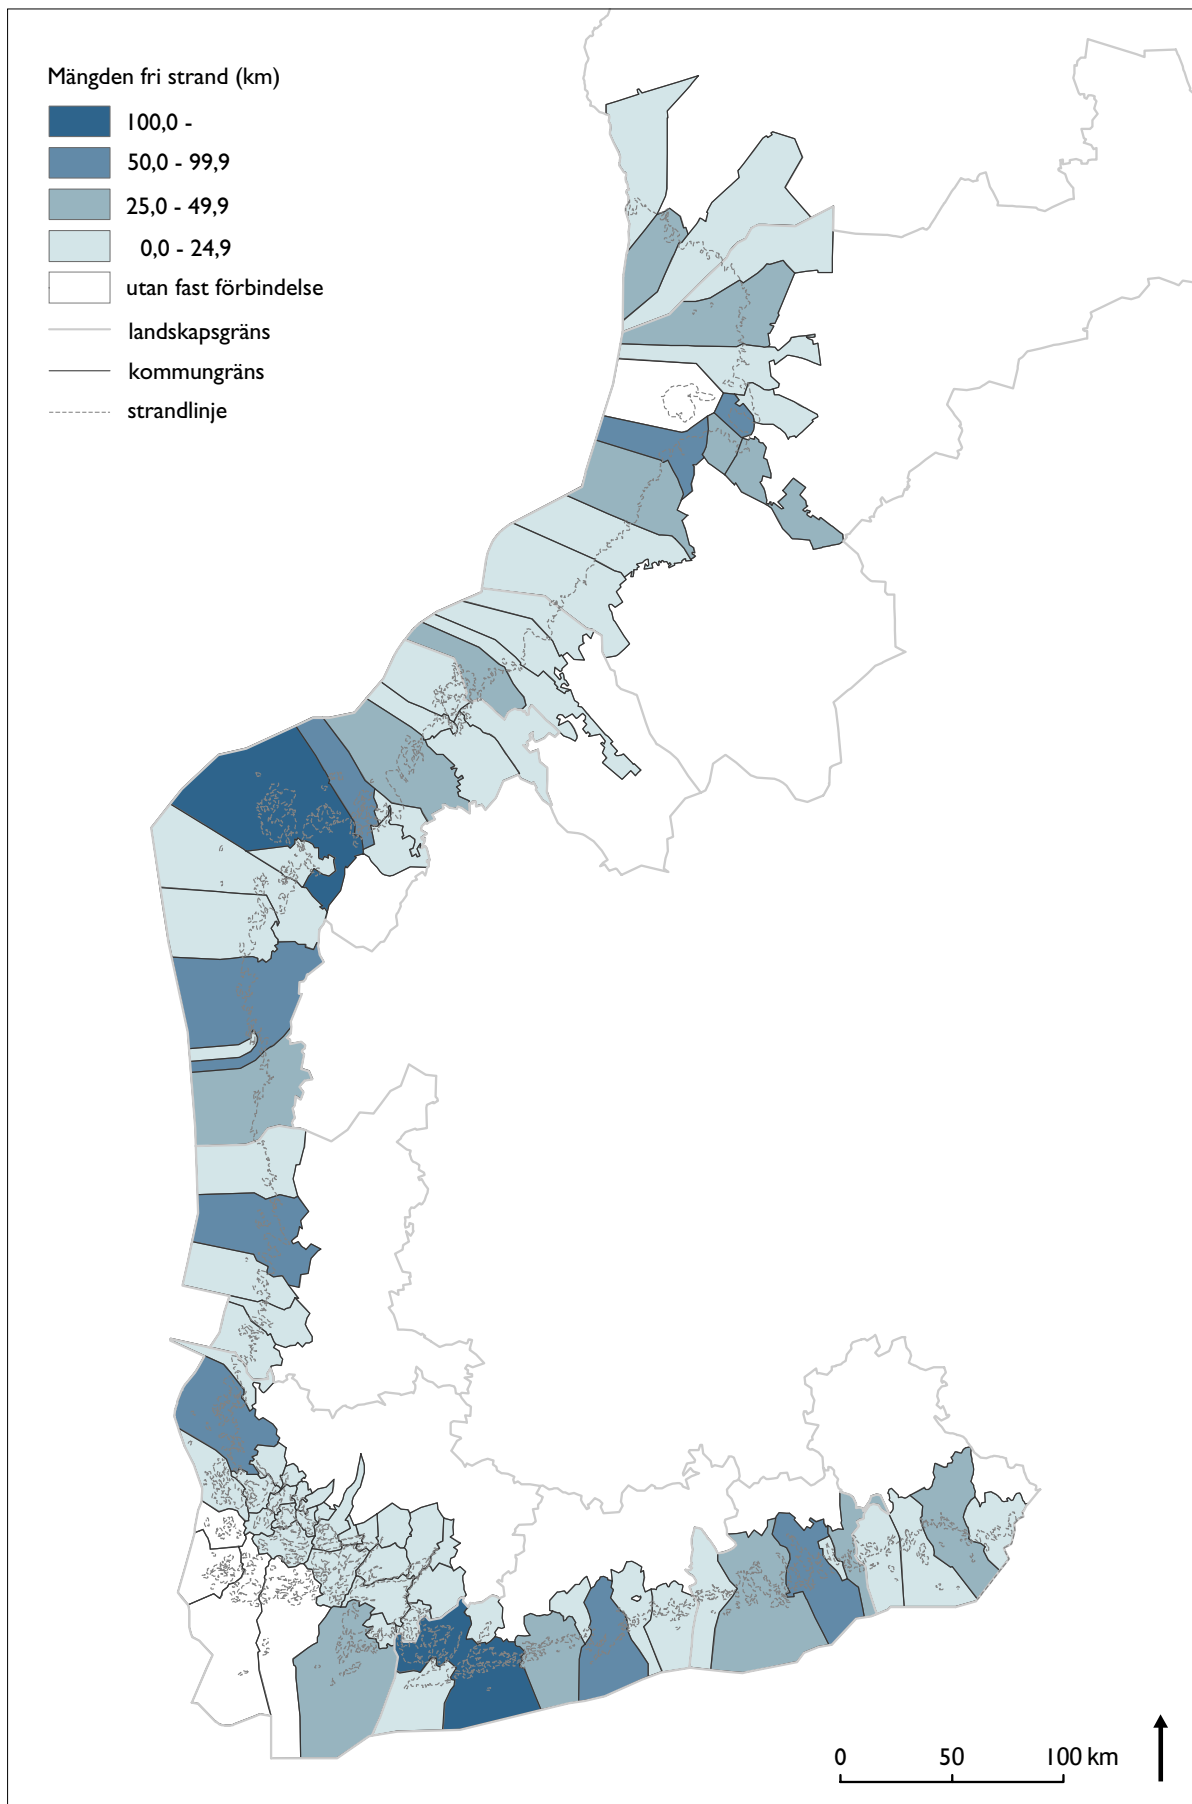 Mängden fri strand (km)
100,0 -
50,0 - 99,9
25,0 - 49,9
0,0 - 24,9
utan fast förbindelse
landskapsgräns
kommungräns
strandlinje
0 50 100 km